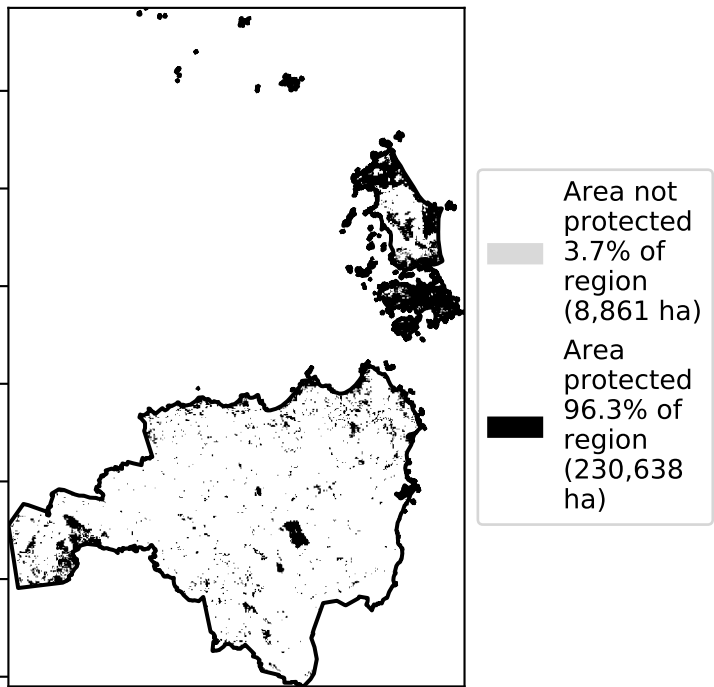 Area not
protected
3.7% of
region
(8,861 ha)
Area
protected
96.3% of
region
(230,638
ha)